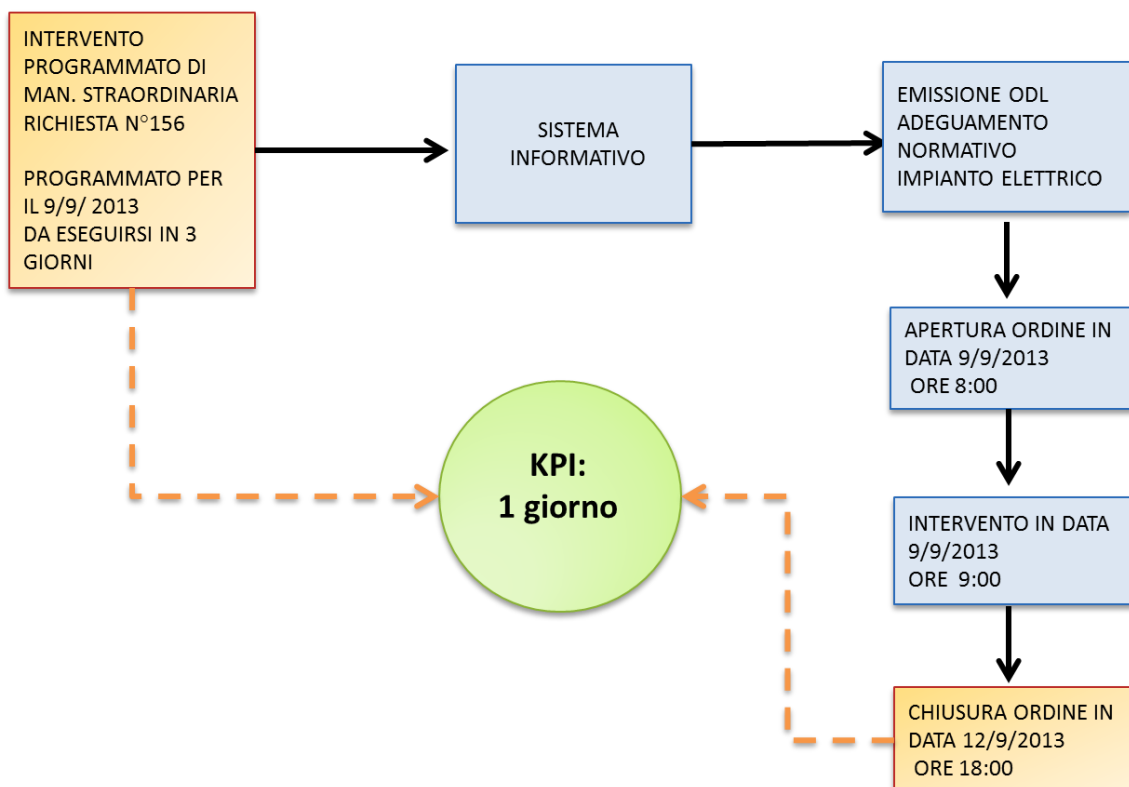 INTERVENTO
PROGRAMMATO DI
MAN. STRAORDINARIA
RICHIESTA N°156
PROGRAMMATO PER
IL 9/9/ 2013
DA ESEGUIRSI IN 3
GIORNI
SISTEMA
INFORMATIVO
EMISSIONE ODL
ADEGUAMENTO
NORMATIVO
IMPIANTO ELETTRICO
APERTURA ORDINE IN
DATA 9/9/2013
ORE 8:00
INTERVENTO IN DATA
9/9/2013
ORE 9:00
CHIUSURA ORDINE IN
DATA 12/9/2013
ORE 18:00
KPI:
1 giorno